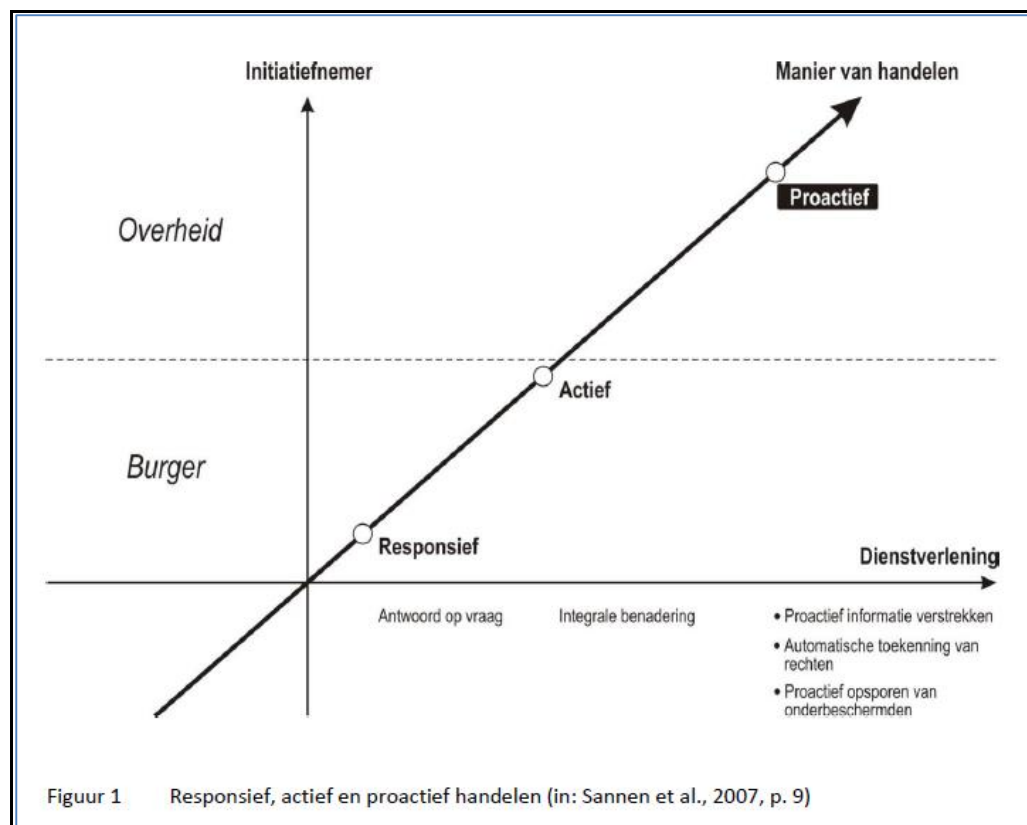 Initiatiefnemer
Manier van handelen
Proactief
Overheid
Actief
Burger
Responsief
Dienstverlening
Antwoord op vraag
Integrale benadering
• Proactief informatie verstrekken
• Automatische toekenning van
rechten
• Proactief opsporen van
onderbeschermden
Figuur 1 Responsief, actief en proactief handelen (in: Sannen et al., 2007, p. 9)